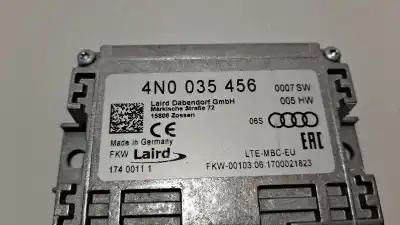 4N0 035 456
0007 SW
Laird Dabendorf GmbH
Märkische Straße 72
15806 Zossen
005 HW
06S
CE
EAC
Made in Germany
FKW Laird
LTE-MBC-EU
174 0011 1
FKW-00103.06.1700021823